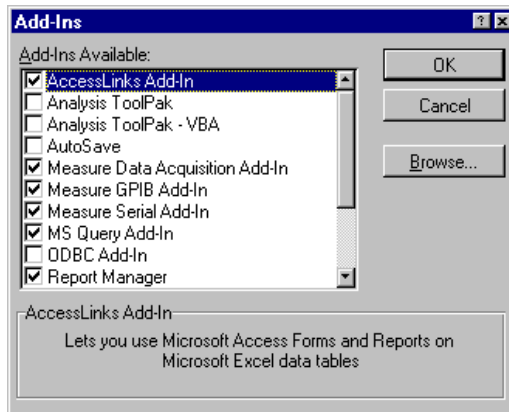 Add-Ins
Add-Ins Available:
AccessLinks Add-In
Analysis ToolPak
Analysis ToolPak - VBA
AutoSave
Measure Data Acquisition Add-In
Measure GPIB Add-In
Measure Serial Add-In
MS Query Add-In
ODBC Add-In
Report Manager
OK
Cancel
Browse...
AccessLinks Add-In
Lets you use Microsoft Access Forms and Reports on
Microsoft Excel data tables